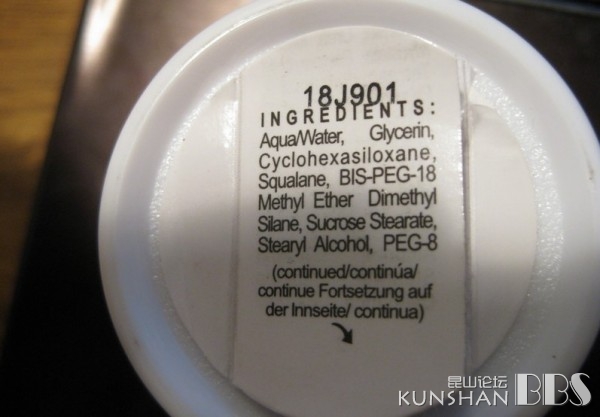 18J901
INGREDIENTS:
Aqua/Water, Glycerin,
Cyclohexasiloxane,
Squalane, BIS-PEG-18
Methyl Ether Dimethyl
Silane, Sucrose Stearate,
Stearyl Alcohol, PEG-8
(continued/continúa/
continue Fortsetzung auf
der Innseite/ continua)
昆山论坛
KUNSHAN BBS